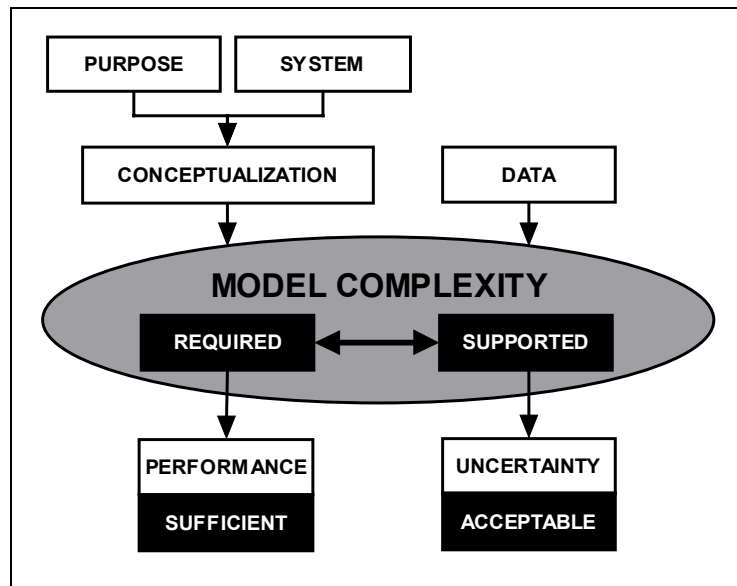 PURPOSE
SYSTEM
CONCEPTUALIZATION
DATA
MODEL COMPLEXITY
REQUIRED
SUPPORTED
PERFORMANCE
UNCERTAINTY
SUFFICIENT
ACCEPTABLE